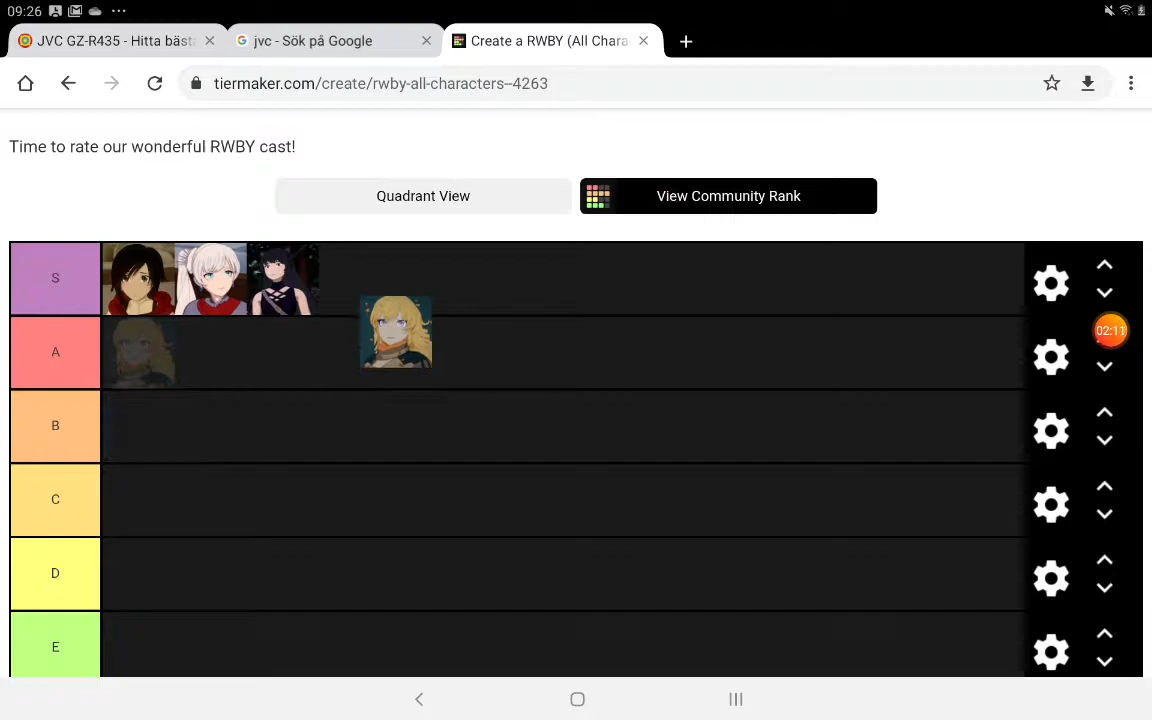 09:26
JVC GZ-R435 - Hitta bäst
jvc - Sök på Google
Create a RWBY (All Chara
tiermaker.com/create/rwby-all-characters--4263
Time to rate our wonderful RWBY cast!
Quadrant View
View Community Rank
S
A
02:11
B
C
D
E